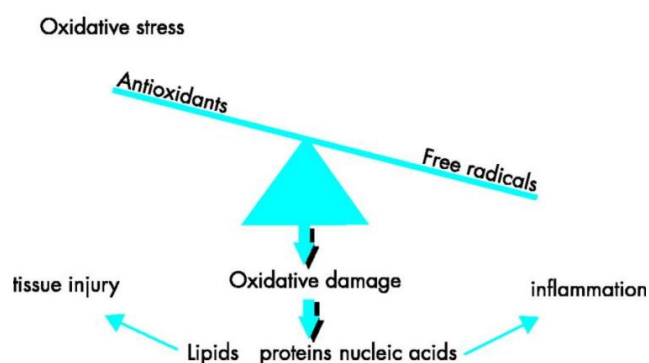 Oxidative stress
Antioxidants
Free radicals
Oxidative damage
tissue injury
inflammation
Lipids proteins nucleic acids